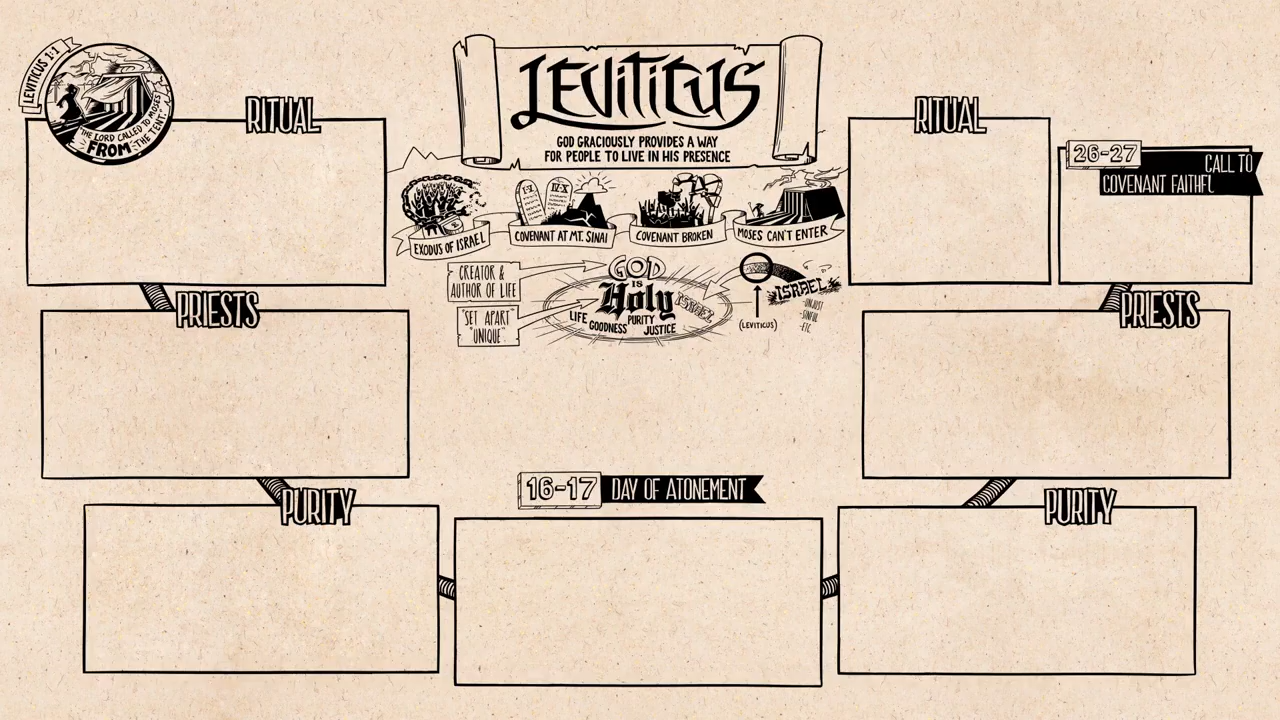 LEVITICUS 1:1
THE LORD CALLED TO MOSES
FROM THE TENT.
LEVITICUS
GOD GRACIOUSLY PROVIDES A WAY
FOR PEOPLE TO LIVE IN HIS PRESENCE
RITUAL
RITUAL
26-27
CALL TO
COVENANT FAITHFL
I-V
VI-X
EXODUS OF ISRAEL
COVENANT AT MT. SINAI
COVENANT BROKEN
MOSES CAN'T ENTER
CREATOR &
AUTHOR OF LIFE
"SET APART"
"UNIQUE"
GOD
IS
Holy
LIFE
GOODNESS
PURITY
JUSTICE
ISRAEL
ISRAEL
-UNJUST
-SINFUL
-ETC
(LEVITICUS)
PRIESTS
PRIESTS
PURITY
16-17
DAY OF ATONEMENT
PURITY